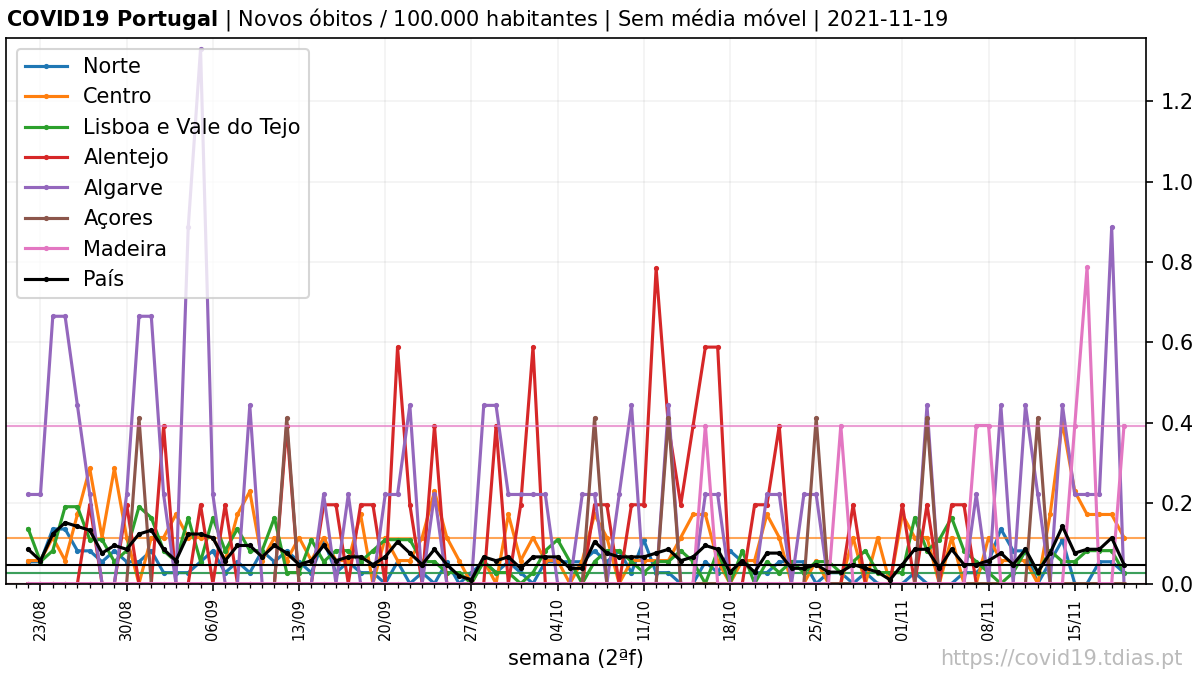 COVID19 Portugal | Novos óbitos / 100.000 habitantes | Sem média móvel | 2021-11-19
Norte
Centro
Lisboa e Vale do Tejo
Alentejo
Algarve
Açores
Madeira
País
1.2
1.0
0.8
0.6
0.4
0.2
0.0
23/08 30/08 06/09 13/09 20/09 27/09 04/10 11/10 18/10 25/10 01/11 08/11 15/11
semana (2ªf)
https://covid19.tdias.pt